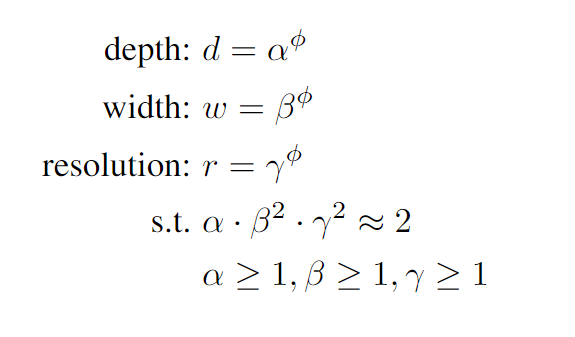 depth: d = α^ϕ
width: w = β^ϕ
resolution: r = γ^ϕ
s.t. α · β² · γ² ≈ 2
α ≥ 1, β ≥ 1, γ ≥ 1